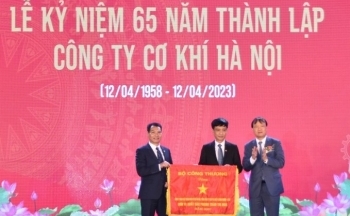 LỄ KỶ NIỆM 65 NĂM THÀNH LẬP
CÔNG TY CƠ KHÍ HÀ NỘI
(12/04/1958 - 12/04/2023)
BỘ CÔNG THƯƠNG